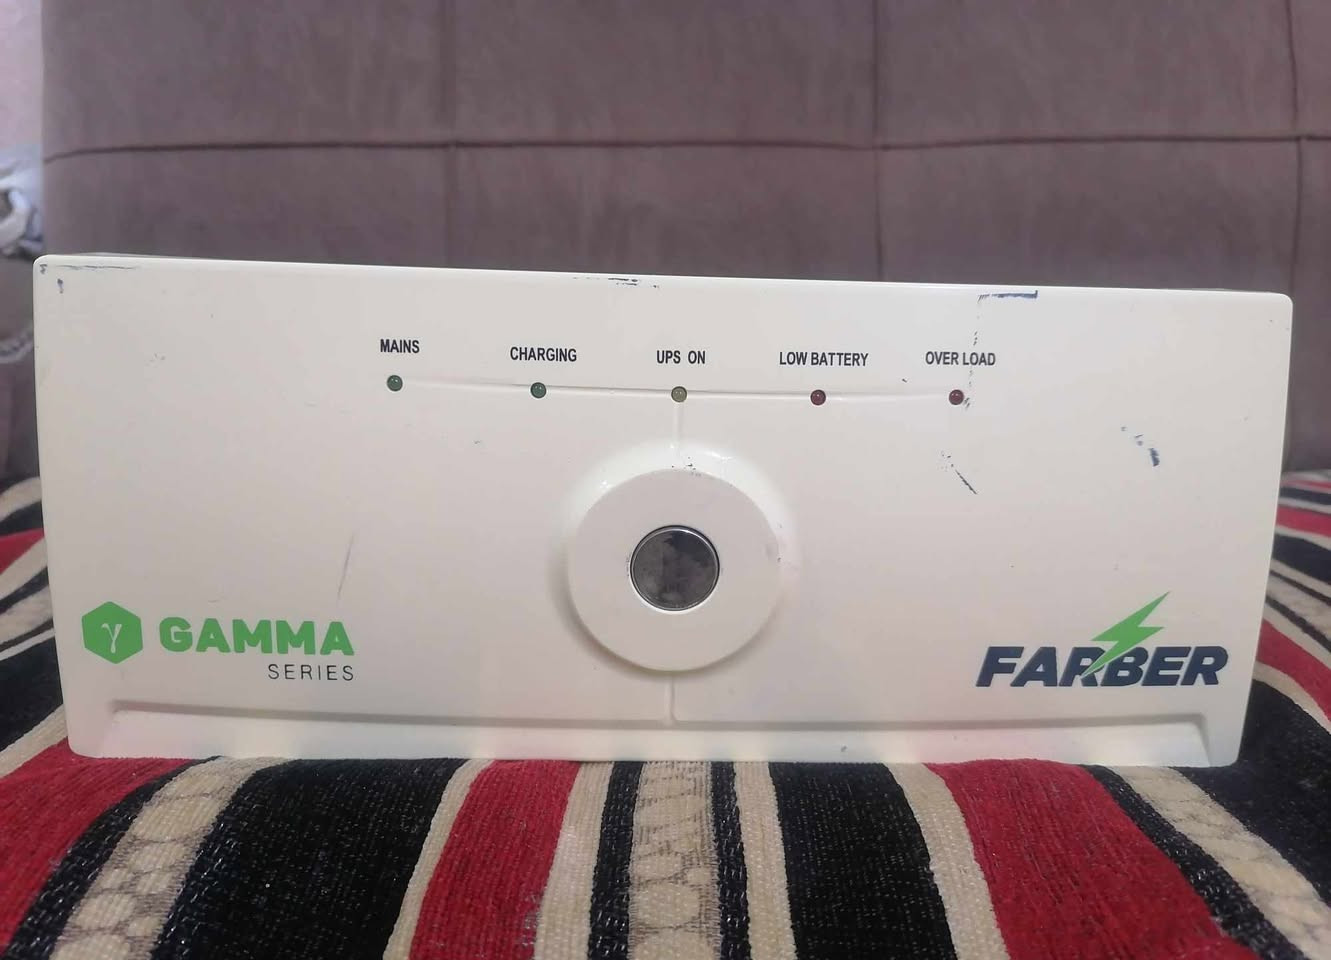 MAINS
CHARGING
UPS ON
LOW BATTERY
OVER LOAD
γ GAMMA
SERIES
FARBER